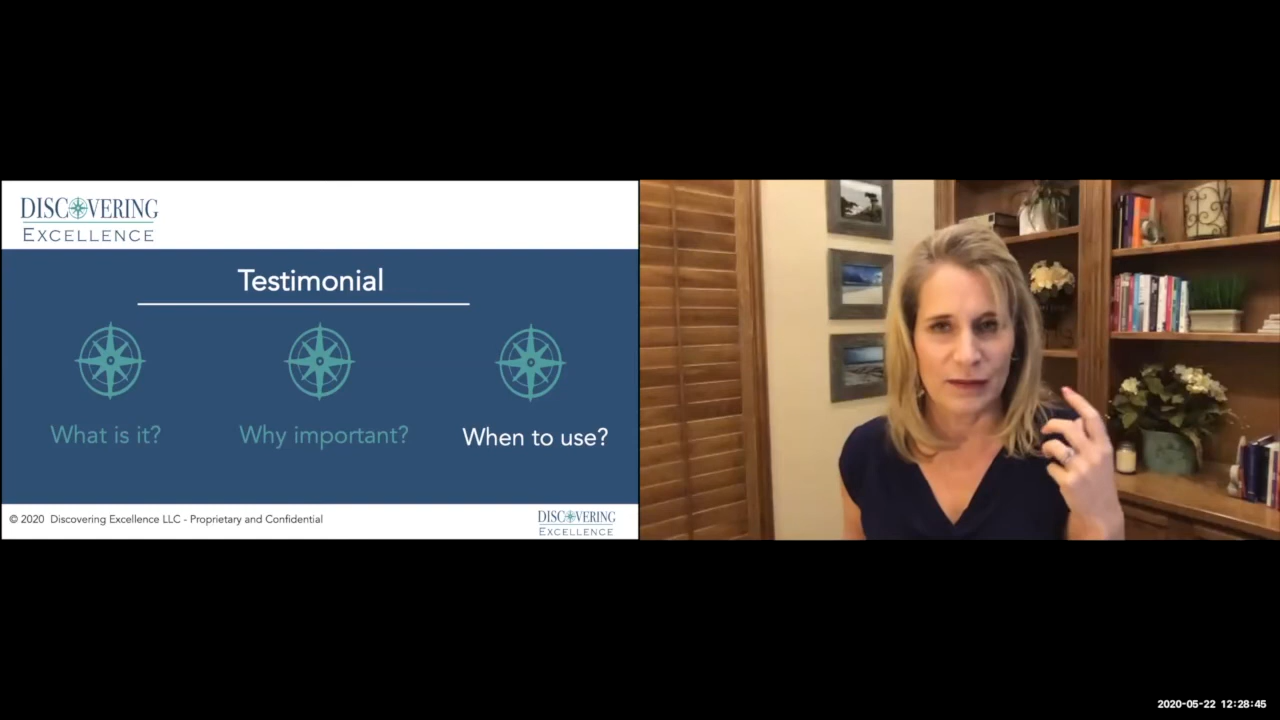 DISCOVERING
EXCELLENCE
Testimonial
What is it?
Why important?
When to use?
© 2020 Discovering Excellence LLC - Proprietary and Confidential
DISCOVERING
EXCELLENCE
2020-05-22 12:28:45